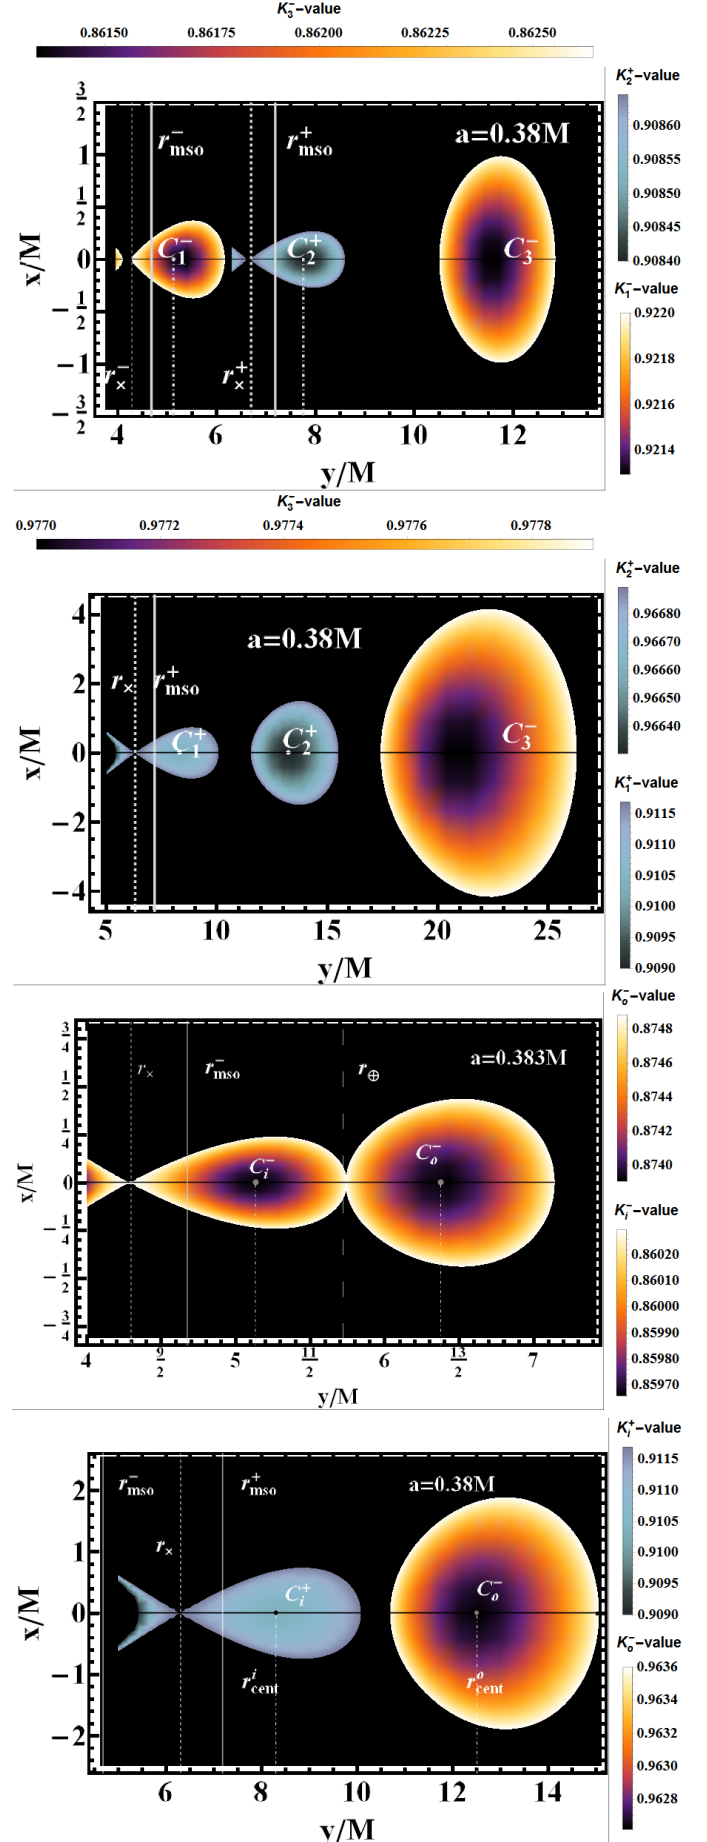 K₃⁻−value
0.86150 0.86175 0.86200 0.86225 0.86250
K₂⁺−value
0.90860
0.90855
0.90850
0.90845
0.90840
K₁⁻−value
0.9220
0.9218
0.9216
0.9214
3/2
1
1/2
0
−1/2
−1
−3/2
x/M
r⁻mso r⁺mso a=0.38M
C₁⁻ C₂⁺ C₃⁻
r⁻× r⁺×
4 6 8 10 12
y/M
K₃⁻−value
0.9770 0.9772 0.9774 0.9776 0.9778
K₂⁺−value
0.96680
0.96670
0.96660
0.96650
0.96640
K₁⁺−value
0.9115
0.9110
0.9105
0.9100
0.9095
0.9090
4
2
0
−2
−4
x/M
a=0.38M
r× r⁺mso
C₁⁺ C₂⁺ C₃⁻
5 10 15 20 25
y/M
K₀⁻−value
0.8748
0.8746
0.8744
0.8742
0.8740
Kᵢ⁻−value
0.86020
0.86010
0.86000
0.85990
0.85980
0.85970
3/4
1/2
1/4
0
−1/4
−1/2
−3/4
x/M
r× r⁻mso r⊕ a=0.383M
Cᵢ⁻ Cₒ⁻
4 9/2 5 11/2 6 13/2 7
y/M
Kᵢ⁺−value
0.9115
0.9110
0.9105
0.9100
0.9095
0.9090
Kₒ⁻−value
0.9636
0.9634
0.9632
0.9630
0.9628
2
1
0
−1
−2
x/M
r⁻mso r⁺mso a=0.38M
r×
Cᵢ⁺ Cₒ⁻
rⁱcent rᵒcent
6 8 10 12 14
y/M